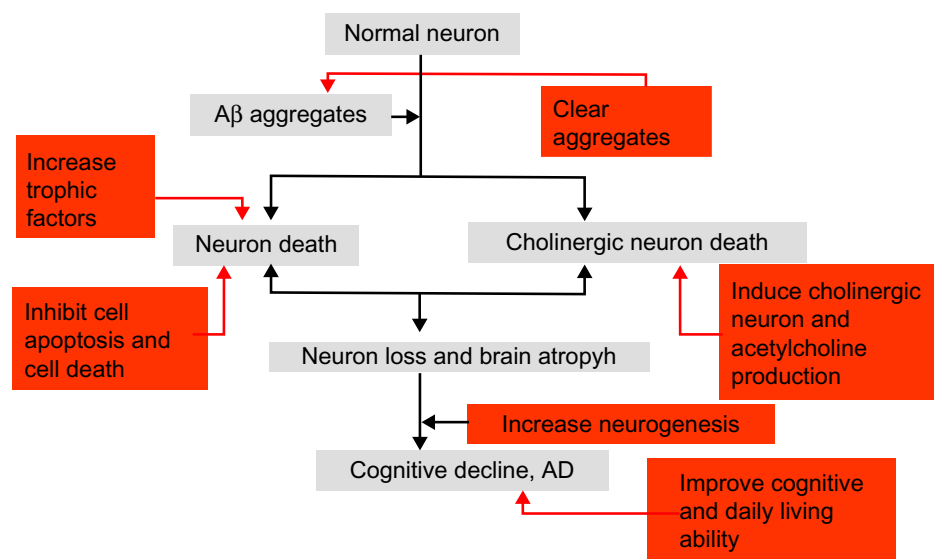 Normal neuron
Aβ aggregates
Clear
aggregates
Increase
trophic
factors
Neuron death
Cholinergic neuron death
Inhibit cell
apoptosis and
cell death
Induce cholinergic
neuron and
acetylcholine
production
Neuron loss and brain atropyh
Increase neurogenesis
Cognitive decline, AD
Improve cognitive
and daily living
ability